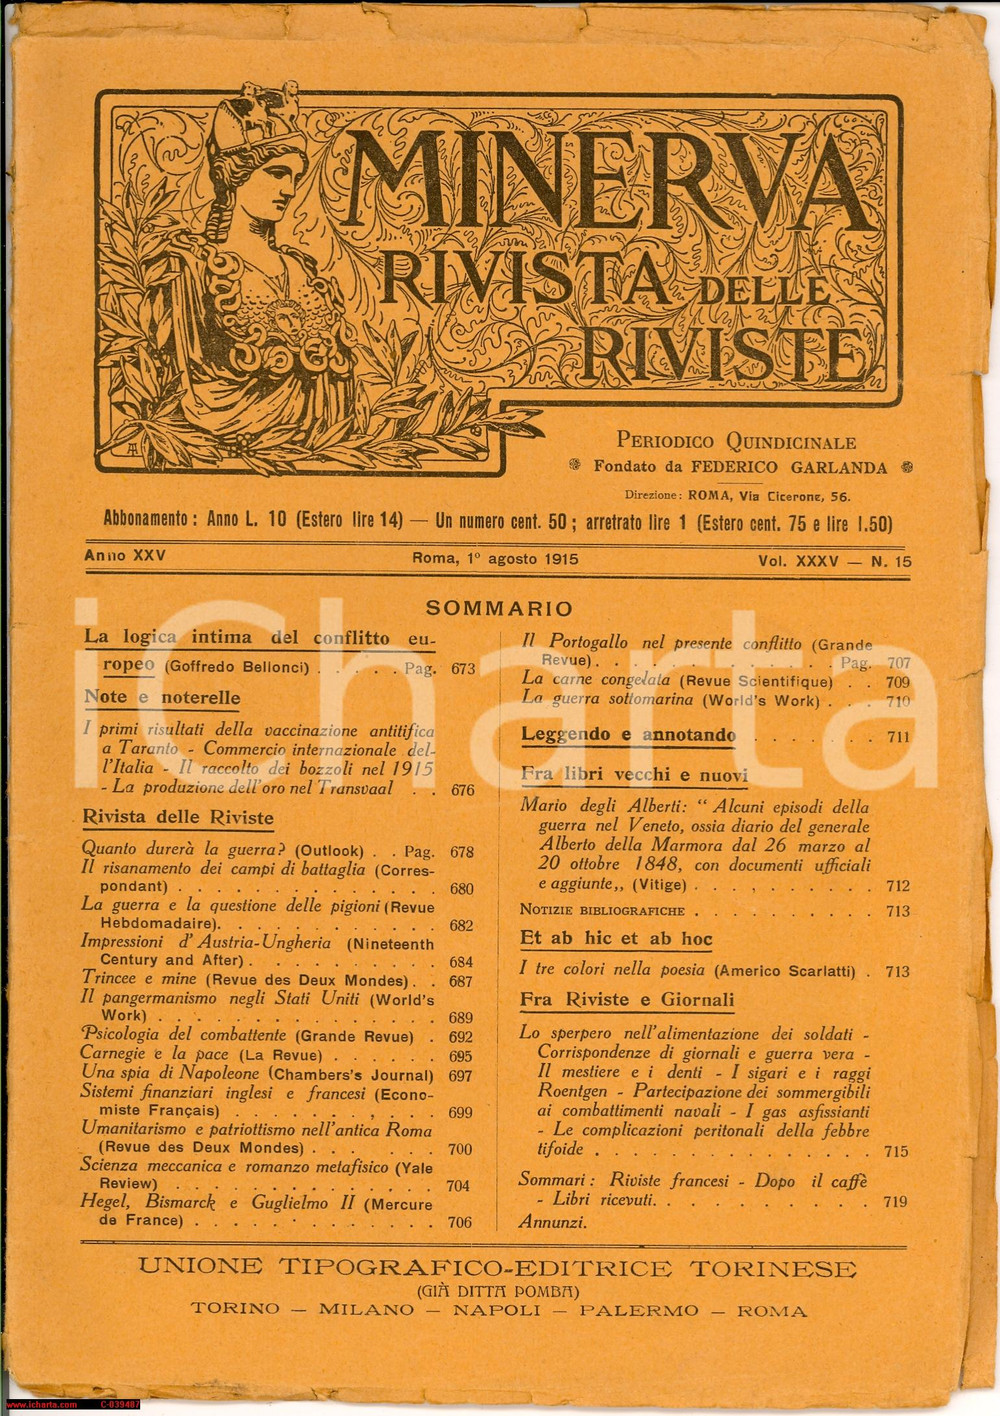 MINERVA
RIVISTA DELLE
RIVISTE
PERIODICO QUINDICINALE
Fondato da FEDERICO GARLANDA
Direzione: ROMA, Via Cicerone, 56.
Abbonamento: Anno L. 10 (Estero lire 14) — Un numero cent. 50; arretrato lire 1 (Estero cent. 75 e lire 1.50)
Anno XXV Roma, 1° agosto 1915 Vol. XXXV — N. 15
SOMMARIO
La logica intima del conflitto eu-
ropeo (Goffredo Bellonci) . . . . . Pag. 673
Note e noterelle
I primi risultati della vaccinazione antitifica
a Taranto - Commercio internazionale del-
l'Italia - Il raccolto dei bozzoli nel 1915
- La produzione dell'oro nel Transvaal . . 676
Rivista delle Riviste
Quanto durerà la guerra? (Outlook) . . Pag. 678
Il risanamento dei campi di battaglia (Corres-
pondant) . . . . . . . . . . . . . . 680
La guerra e la questione delle pigioni (Revue
Hebdomadaire). . . . . . . . . . . . 682
Impressioni d'Austria-Ungheria (Nineteenth
Century and After) . . . . . . . . . . 684
Trincee e mine (Revue des Deux Mondes) . . 687
Il pangermanismo negli Stati Uniti (World's
Work) . . . . . . . . . . . . . . . 689
Psicologia del combattente (Grande Revue) . 692
Carnegie e la pace (La Revue) . . . . . . 695
Una spia di Napoleone (Chambers's Journal) 697
Sistemi finanziari inglesi e francesi (Econo-
miste Français) . . . . . . . . . . . 699
Umanitarismo e patriottismo nell'antica Roma
(Revue des Deux Mondes) . . . . . . . 700
Scienza meccanica e romanzo metafisico (Yale
Review) . . . . . . . . . . . . . . 704
Hegel, Bismarck e Guglielmo II (Mercure
de France) . . . . . . . . . . . . . 706
Il Portogallo nel presente conflitto (Grande
Revue). . . . . . . . . . . . . Pag. 707
La carne congelata (Revue Scientifique) . . 709
La guerra sottomarina (World's Work) . . . 710
Leggendo e annotando . . . . . . . . 711
Fra libri vecchi e nuovi
Mario degli Alberti: “ Alcuni episodi della
guerra nel Veneto, ossia diario del generale
Alberto della Marmora dal 26 marzo al
20 ottobre 1848, con documenti ufficiali
e aggiunte,, (Vitige) . . . . . . . . . . 712
NOTIZIE BIBLIOGRAFICHE . . . . . . . . . . 713
Et ab hic et ab hoc
I tre colori nella poesia (Americo Scarlatti) . 713
Fra Riviste e Giornali
Lo sperpero nell'alimentazione dei soldati -
Corrispondenze di giornali e guerra vera -
Il mestiere e i denti - I sigari e i raggi
Roentgen - Partecipazione dei sommergibili
ai combattimenti navali - I gas asfissianti
- Le complicazioni peritonali della febbre
tifoide . . . . . . . . . . . . . . . 715
Sommari: Riviste francesi - Dopo il caffè
- Libri ricevuti. . . . . . . . . . . . 719
Annunzi.
UNIONE TIPOGRAFICO-EDITRICE TORINESE
(GIÀ DITTA POMBA)
TORINO — MILANO — NAPOLI — PALERMO — ROMA
iCharta
www.icharta.com C-039407